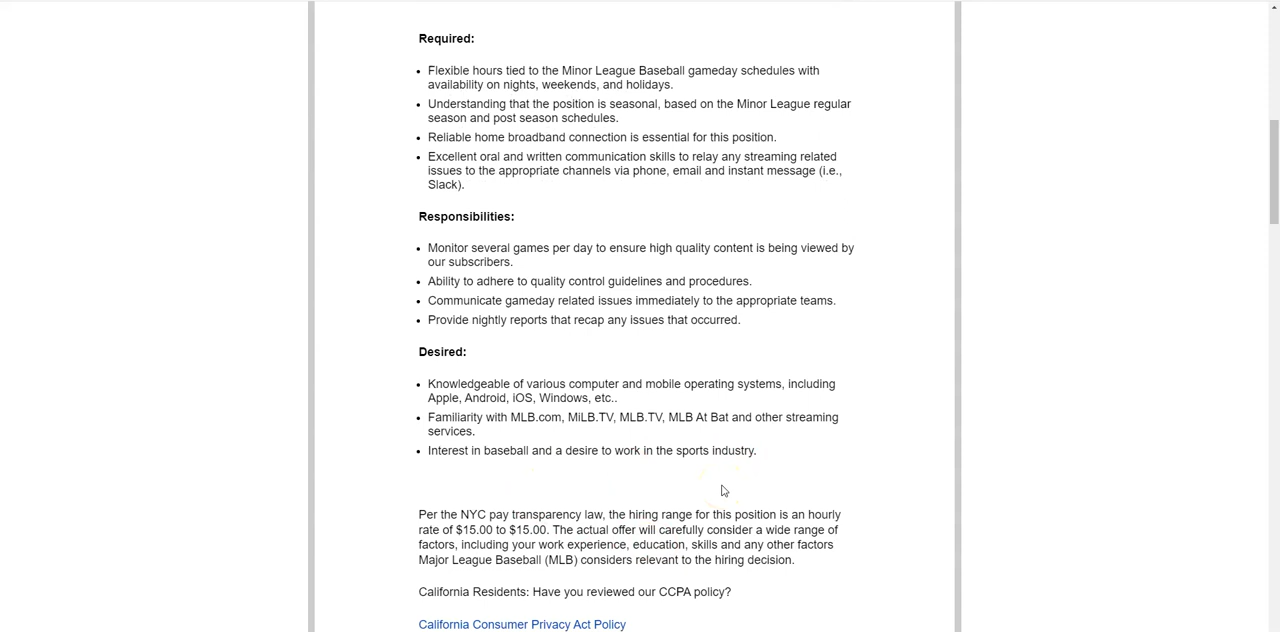 Required:
Flexible hours tied to the Minor League Baseball gameday schedules with
availability on nights, weekends, and holidays.
Understanding that the position is seasonal, based on the Minor League regular
season and post season schedules.
Reliable home broadband connection is essential for this position.
Excellent oral and written communication skills to relay any streaming related
issues to the appropriate channels via phone, email and instant message (i.e.,
Slack).
Responsibilities:
Monitor several games per day to ensure high quality content is being viewed by
our subscribers.
Ability to adhere to quality control guidelines and procedures.
Communicate gameday related issues immediately to the appropriate teams.
Provide nightly reports that recap any issues that occurred.
Desired:
Knowledgeable of various computer and mobile operating systems, including
Apple, Android, iOS, Windows, etc..
Familiarity with MLB.com, MiLB.TV, MLB.TV, MLB At Bat and other streaming
services.
Interest in baseball and a desire to work in the sports industry.
Per the NYC pay transparency law, the hiring range for this position is an hourly
rate of $15.00 to $15.00. The actual offer will carefully consider a wide range of
factors, including your work experience, education, skills and any other factors
Major League Baseball (MLB) considers relevant to the hiring decision.
California Residents: Have you reviewed our CCPA policy?
California Consumer Privacy Act Policy